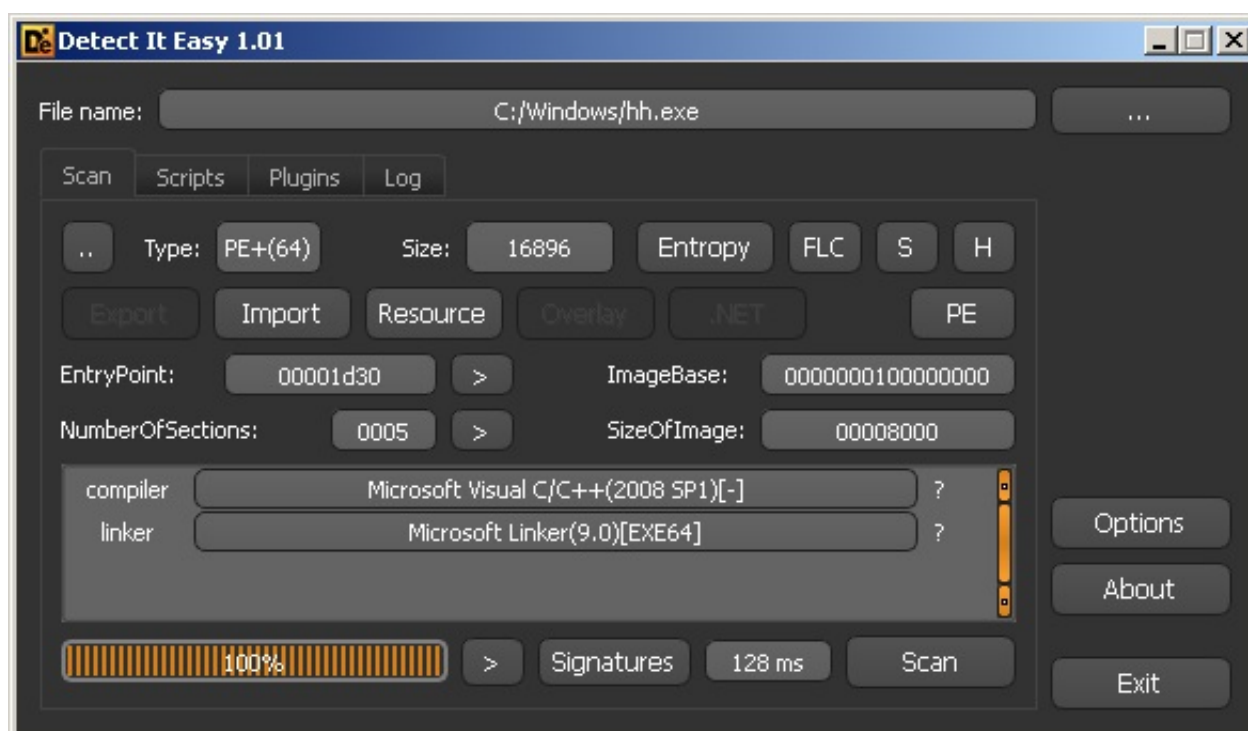 Detect It Easy 1.01
File name: C:/Windows/hh.exe ...
Scan Scripts Plugins Log
.. Type: PE+(64) Size: 16896 Entropy FLC S H
Export Import Resource Overlay .NET PE
EntryPoint: 00001d30 > ImageBase: 0000000100000000
NumberOfSections: 0005 > SizeOfImage: 00008000
compiler Microsoft Visual C/C++(2008 SP1)[-] ?
linker Microsoft Linker(9.0)[EXE64] ?
Options
About
100% > Signatures 128 ms Scan
Exit